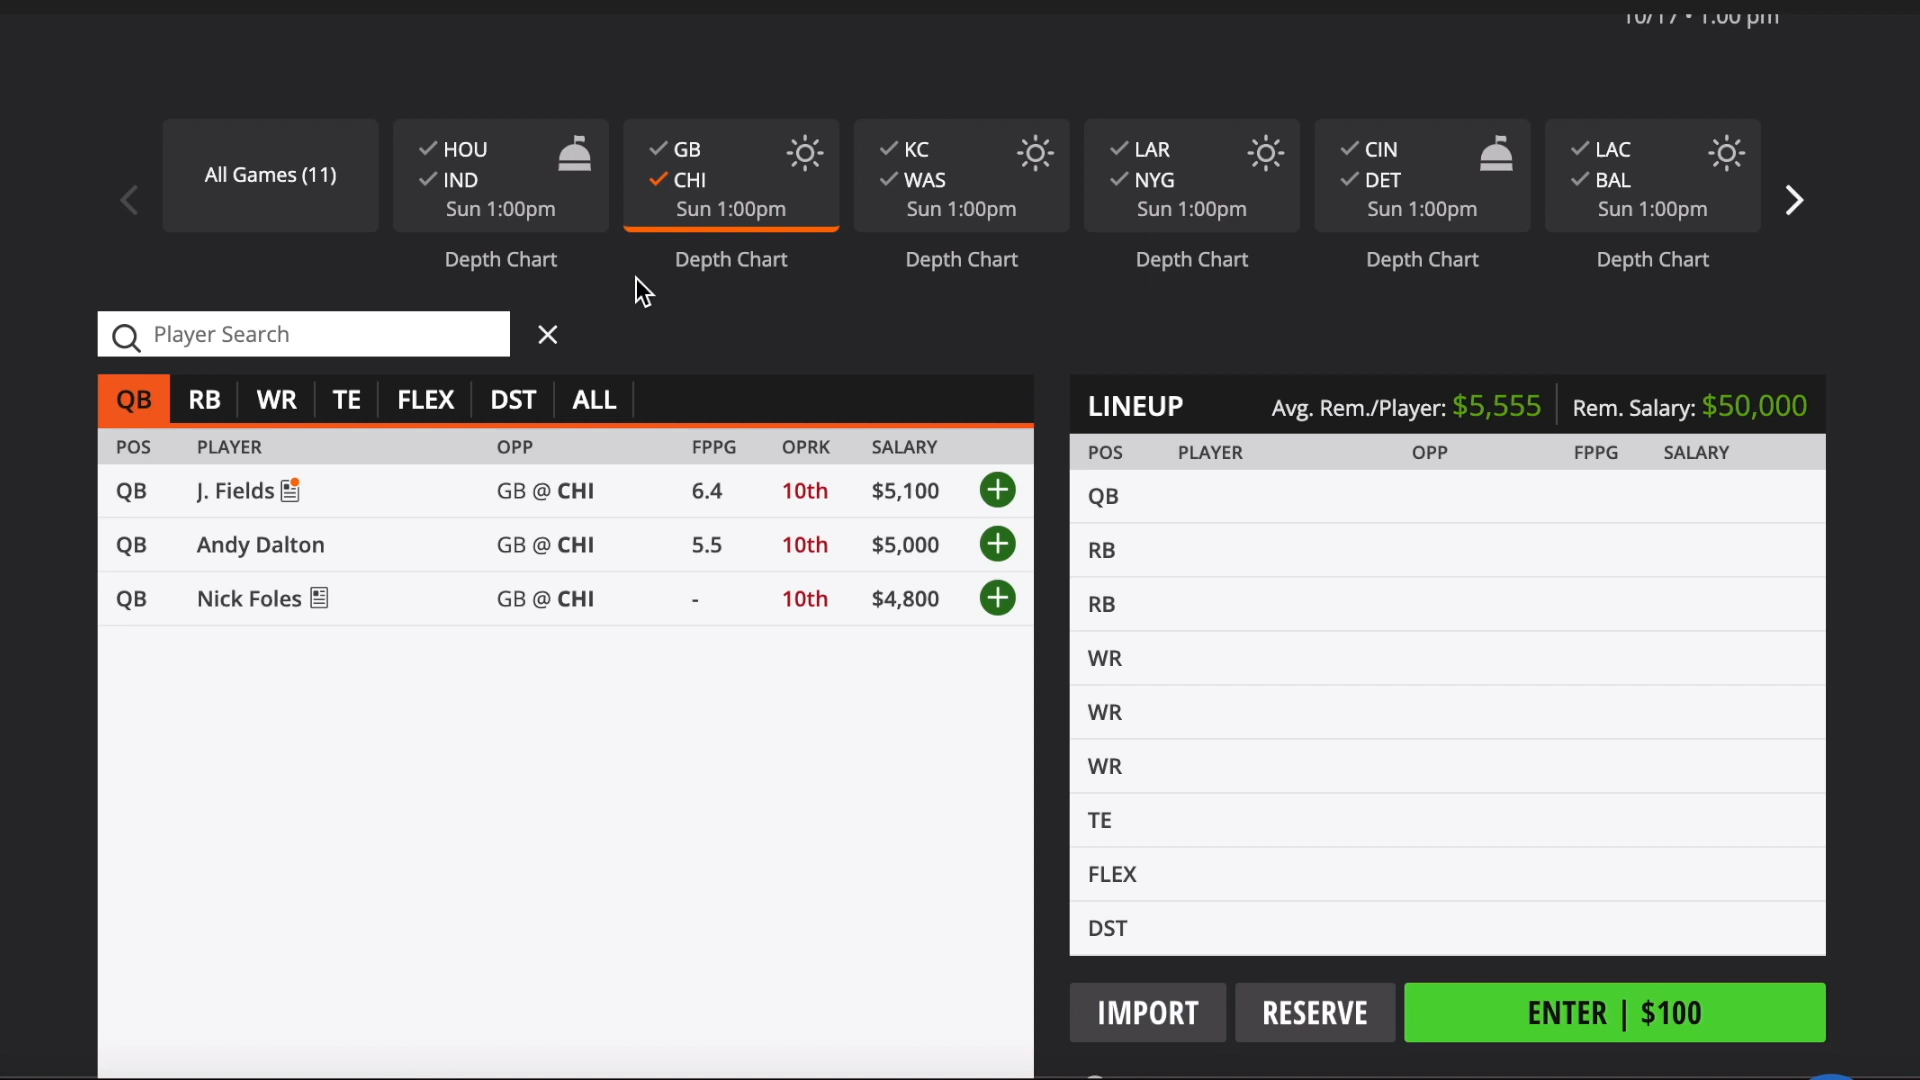 10/17 • 1:00 pm
All Games (11)
HOU
IND
Sun 1:00pm
GB
CHI
Sun 1:00pm
KC
WAS
Sun 1:00pm
LAR
NYG
Sun 1:00pm
CIN
DET
Sun 1:00pm
LAC
BAL
Sun 1:00pm
Depth Chart
Depth Chart
Depth Chart
Depth Chart
Depth Chart
Depth Chart
Player Search
QB RB WR TE FLEX DST ALL
POS PLAYER OPP FPPG OPRK SALARY
QB J. Fields GB @ CHI 6.4 10th $5,100
QB Andy Dalton GB @ CHI 5.5 10th $5,000
QB Nick Foles GB @ CHI - 10th $4,800
LINEUP Avg. Rem./Player: $5,555 Rem. Salary: $50,000
POS PLAYER OPP FPPG SALARY
QB
RB
RB
WR
WR
WR
TE
FLEX
DST
IMPORT RESERVE ENTER | $100